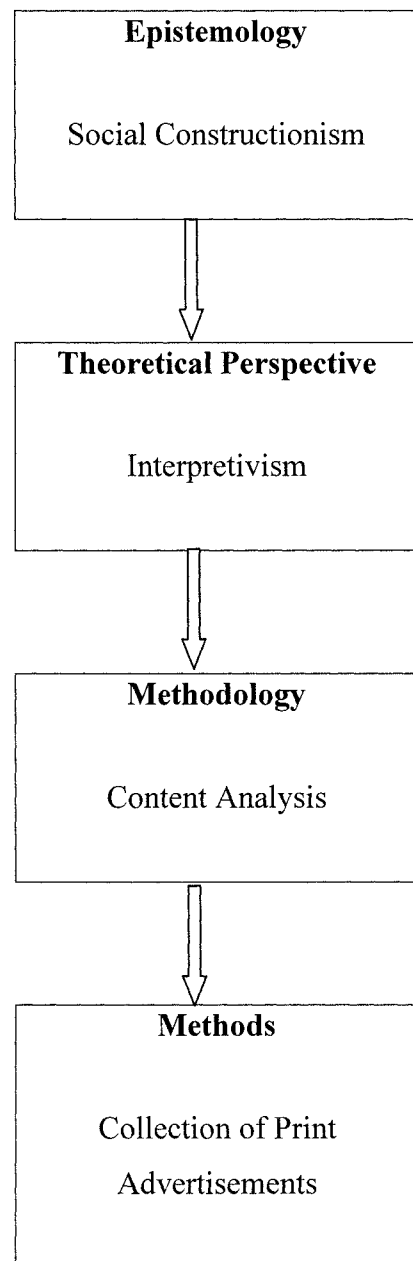 Epistemology
Social Constructionism
Theoretical Perspective
Interpretivism
Methodology
Content Analysis
Methods
Collection of Print
Advertisements